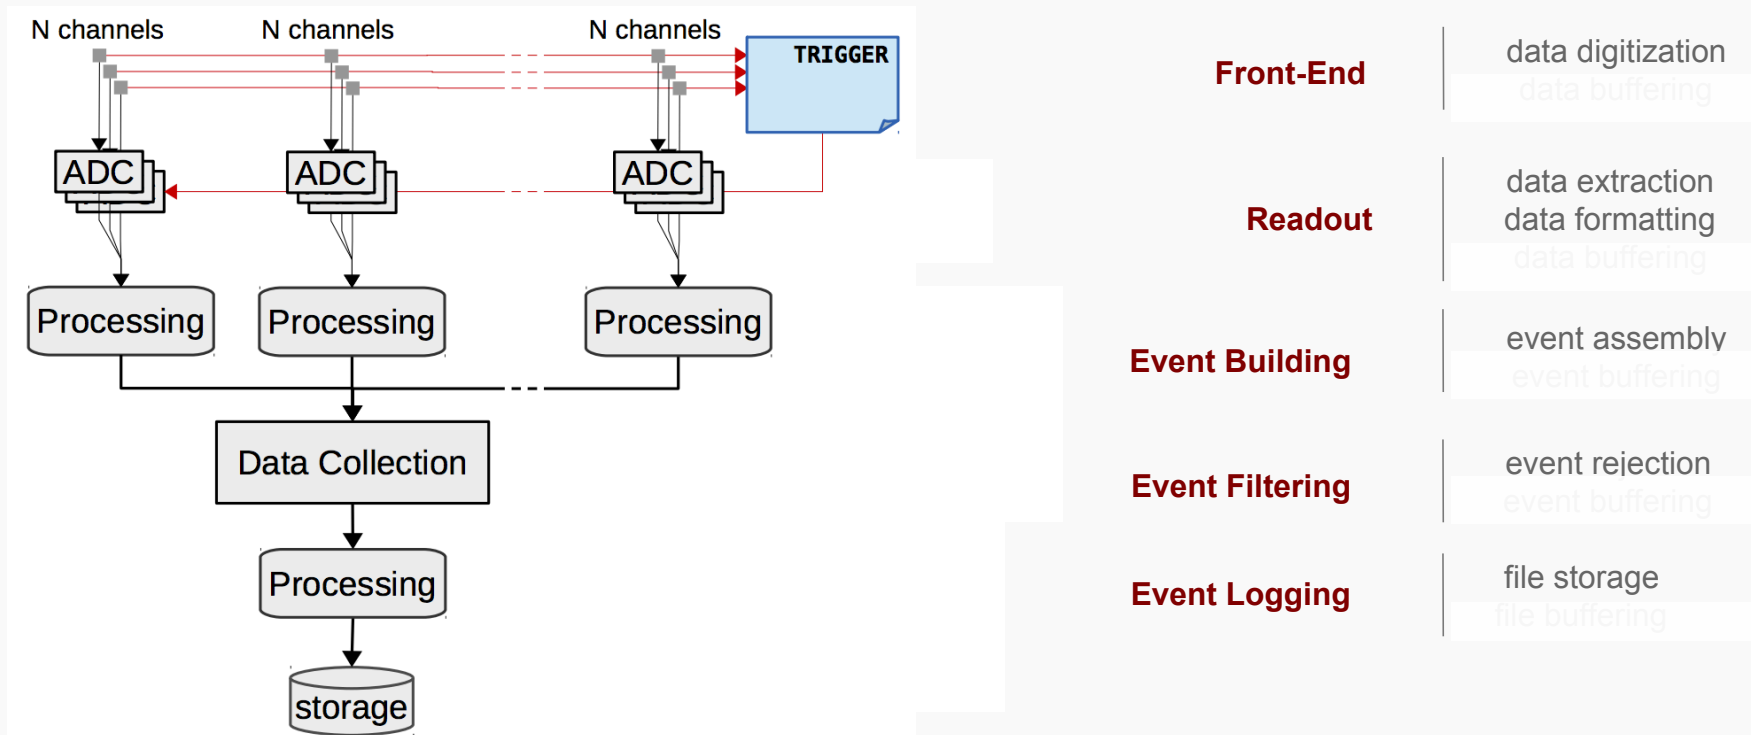 N channels
N channels
N channels
TRIGGER
ADC
ADC
ADC
Processing
Processing
Processing
Data Collection
Processing
storage
Front-End
data digitization
data buffering
Readout
data extraction
data formatting
data buffering
Event Building
event assembly
event buffering
Event Filtering
event rejection
event buffering
Event Logging
file storage
file buffering